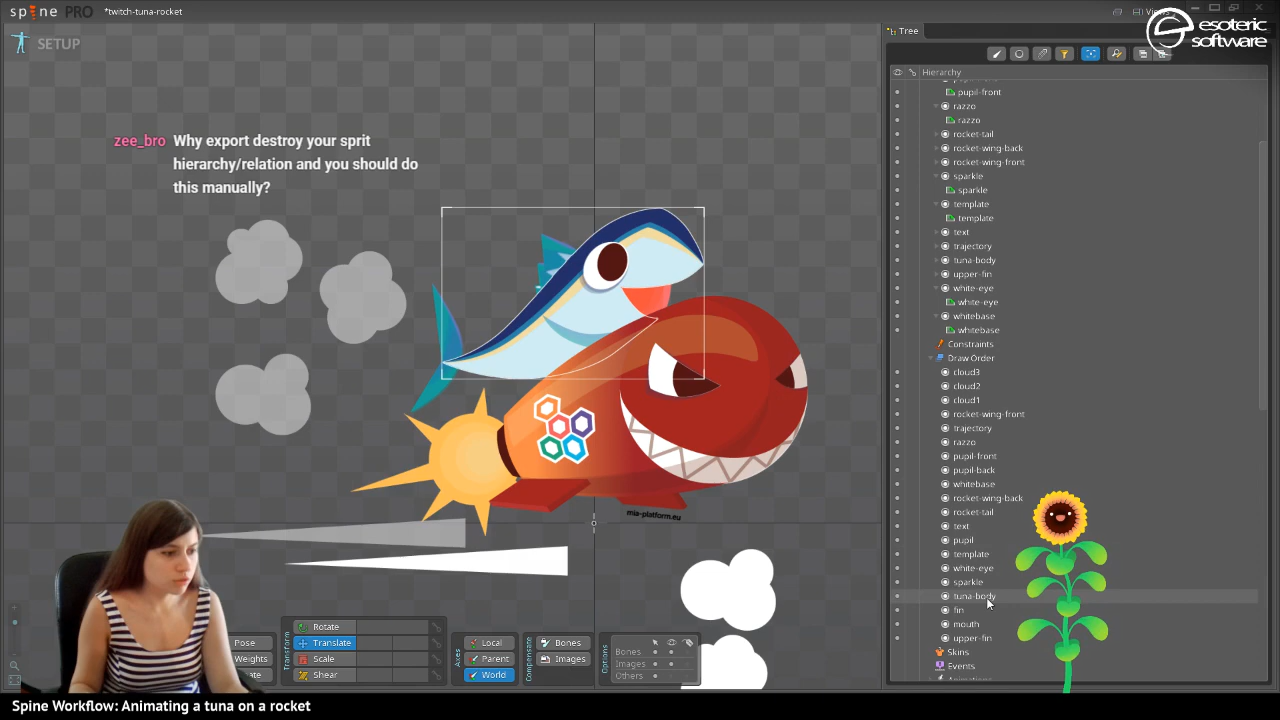 spine PRO
*twitch-tuna-rocket
Views
esoteric
software
SETUP
Tree
Hierarchy
pupil-front
razzo
razzo
rocket-tail
rocket-wing-back
rocket-wing-front
sparkle
sparkle
template
template
text
trajectory
tuna-body
upper-fin
white-eye
white-eye
whitebase
whitebase
Constraints
Draw Order
cloud3
cloud2
cloud1
rocket-wing-front
trajectory
razzo
pupil-front
pupil-back
whitebase
rocket-wing-back
rocket-tail
text
pupil
template
white-eye
sparkle
tuna-body
fin
mouth
upper-fin
Skins
Events
zee_bro Why export destroy your sprit
hierarchy/relation and you should do
this manually?
mia-platform.eu
Pose
Weights
Transform
Rotate
Translate
Scale
Shear
Axes
Local
Parent
World
Compensate
Bones
Images
Options
Bones
Images
Others
Spine Workflow: Animating a tuna on a rocket